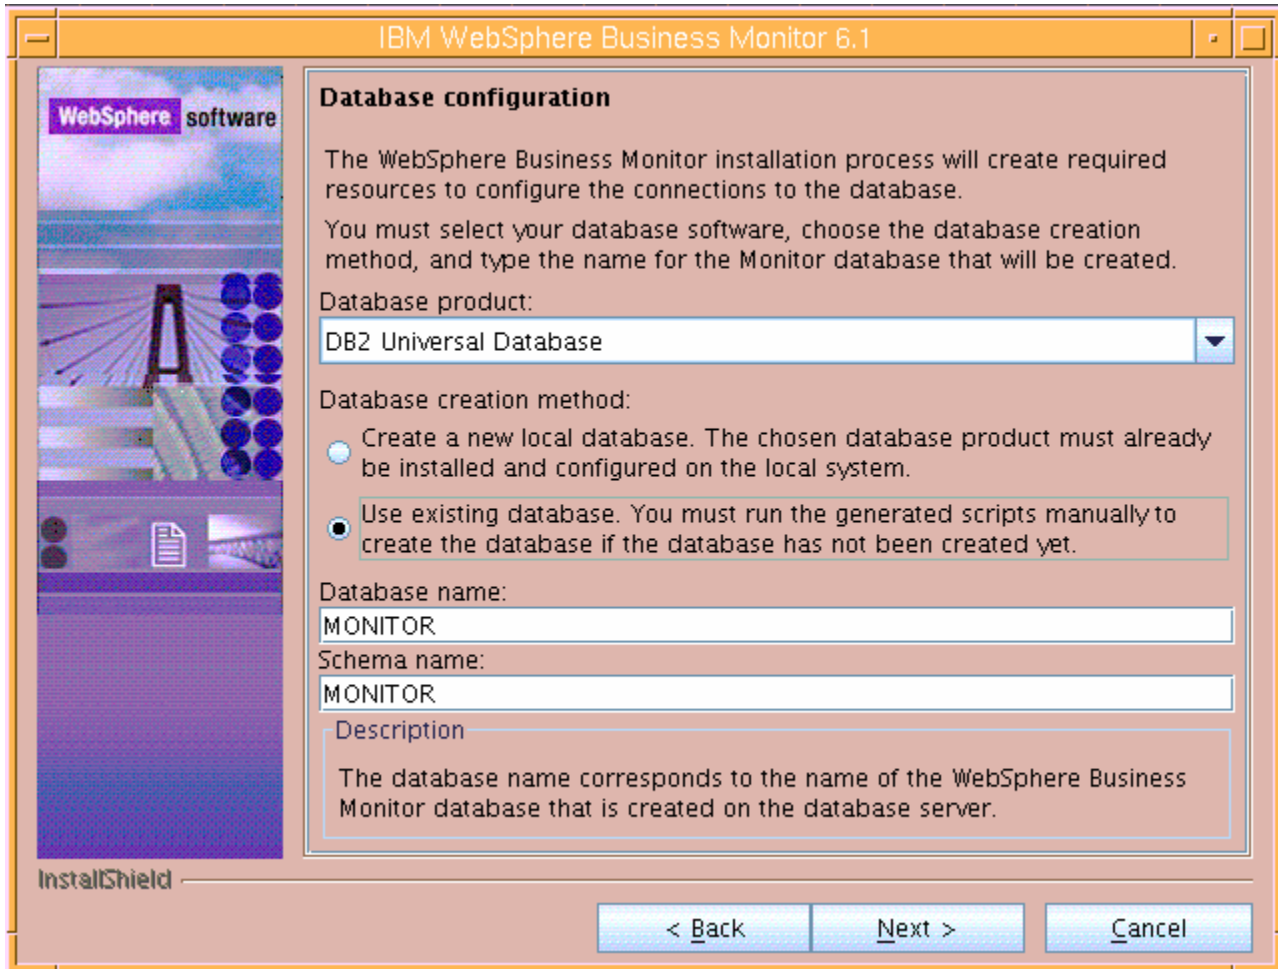 IBM WebSphere Business Monitor 6.1
WebSphere software
Database configuration
The WebSphere Business Monitor installation process will create required
resources to configure the connections to the database.
You must select your database software, choose the database creation
method, and type the name for the Monitor database that will be created.
Database product:
DB2 Universal Database
Database creation method:
Create a new local database. The chosen database product must already
be installed and configured on the local system.
Use existing database. You must run the generated scripts manually to
create the database if the database has not been created yet.
Database name:
MONITOR
Schema name:
MONITOR
Description
The database name corresponds to the name of the WebSphere Business
Monitor database that is created on the database server.
InstallShield
< Back
Next >
Cancel